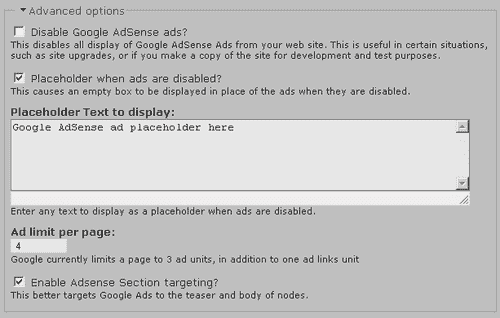 Advanced options
Disable Google AdSense ads?
This disables all display of Google AdSense Ads from your web site. This is useful in certain situations,
such as site upgrades, or if you make a copy of the site for development and test purposes.
Placeholder when ads are disabled?
This causes an empty box to be displayed in place of the ads when they are disabled.
Placeholder Text to display:
Google AdSense ad placeholder here
Enter any text to display as a placeholder when ads are disabled.
Ad limit per page:
4
Google currently limits a page to 3 ad units, in addition to one ad links unit
Enable Adsense Section targeting?
This better targets Google Ads to the teaser and body of nodes.